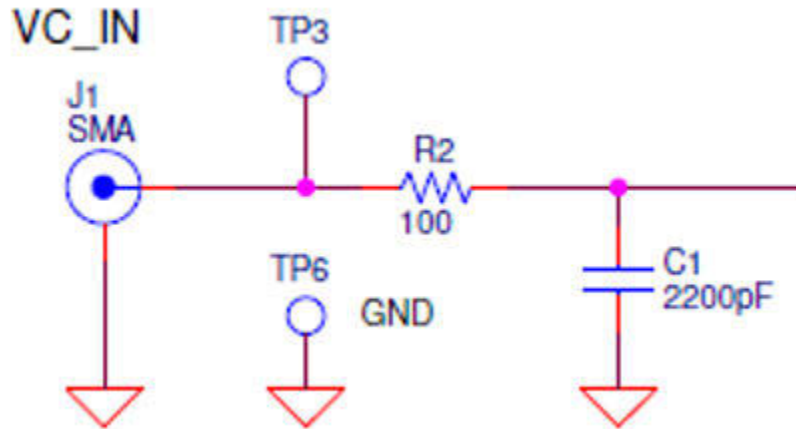 VC_IN
TP3
J1
SMA
R2
100
TP6
GND
C1
2200pF